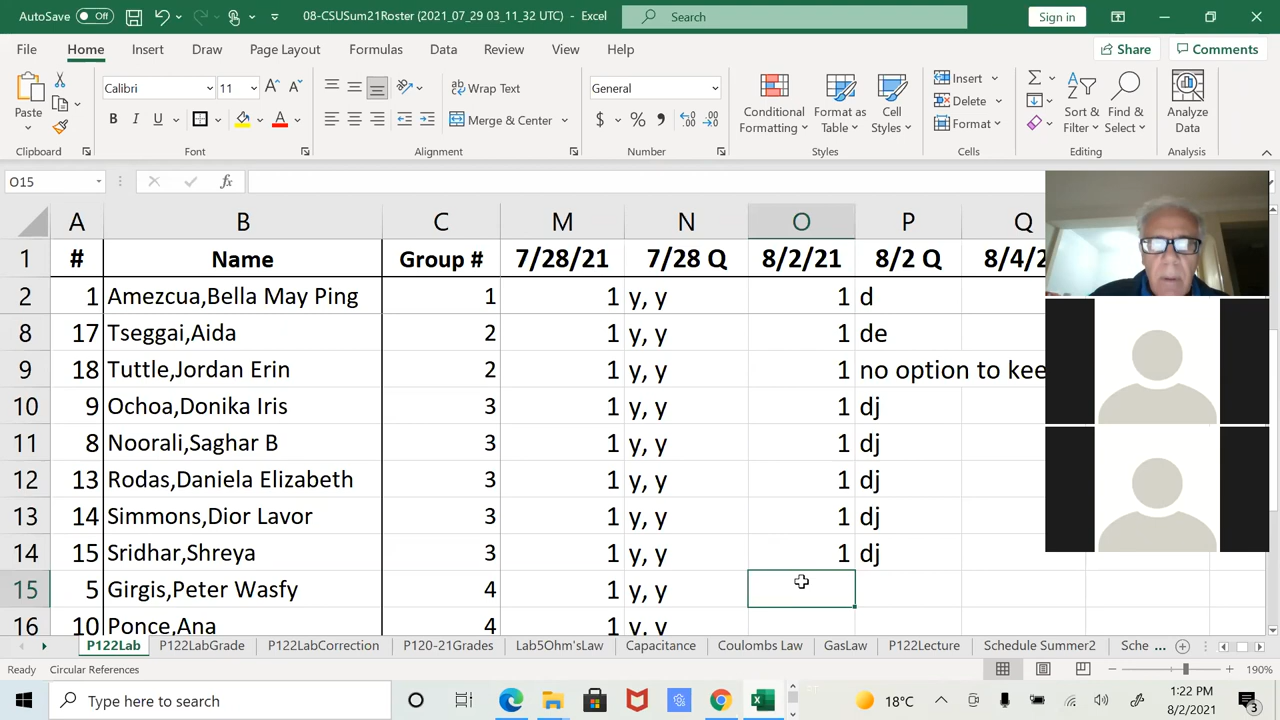 AutoSave Off 08-CSUSum21Roster (2021_07_29 03_11_32 UTC) - Excel Search Sign in
File Home Insert Draw Page Layout Formulas Data Review View Help Share Comments
Paste Calibri 11 Wrap Text General Conditional Formatting Format as Table Cell Styles Insert Sort & Filter Find & Select Analyze Data
Delete
B I U A Merge & Center $ % Format
Clipboard Font Alignment Number Styles Cells Editing Analysis
O15 fx
A B C M N O P Q
1 # Name Group # 7/28/21 7/28 Q 8/2/21 8/2 Q 8/4/2
2 1 Amezcua,Bella May Ping 1 1 y, y 1 d
8 17 Tseggai,Aida 2 1 y, y 1 de
9 18 Tuttle,Jordan Erin 2 1 y, y 1 no option to kee
10 9 Ochoa,Donika Iris 3 1 y, y 1 dj
11 8 Noorali,Saghar B 3 1 y, y 1 dj
12 13 Rodas,Daniela Elizabeth 3 1 y, y 1 dj
13 14 Simmons,Dior Lavor 3 1 y, y 1 dj
14 15 Sridhar,Shreya 3 1 y, y 1 dj
15 5 Girgis,Peter Wasfy 4 1 y, y
16 10 Ponce,Ana 4 1 y, y
P122Lab P122LabGrade P122LabCorrection P120-21Grades Lab5Ohm'sLaw Capacitance Coulombs Law GasLaw P122Lecture Schedule Summer2 Sche ...
Ready Circular References 190%
Type here to search 18°C 1:22 PM
8/2/2021 3